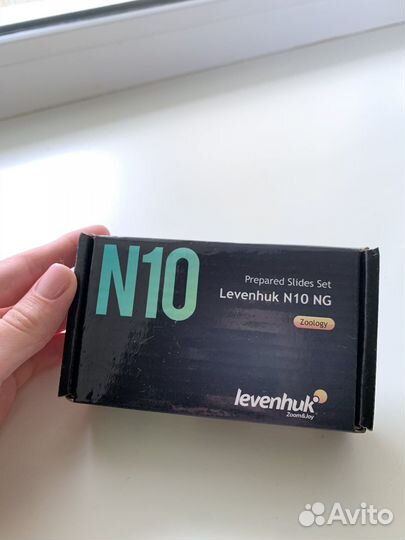 N10
Prepared Slides Set
Levenhuk N10 NG
Zoology
levenhuk
Zoom&Joy
Avito